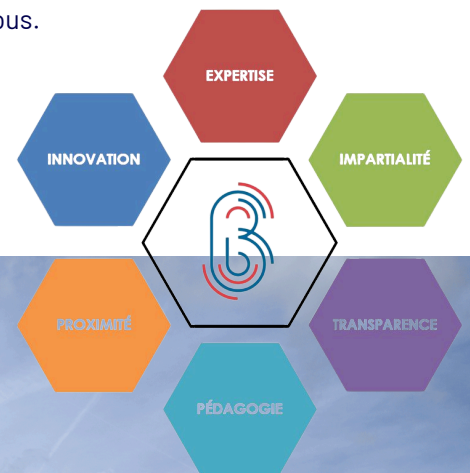 ous.
EXPERTISE
INNOVATION
IMPARTIALITÉ
PROXIMITÉ
TRANSPARENCE
PÉDAGOGIE